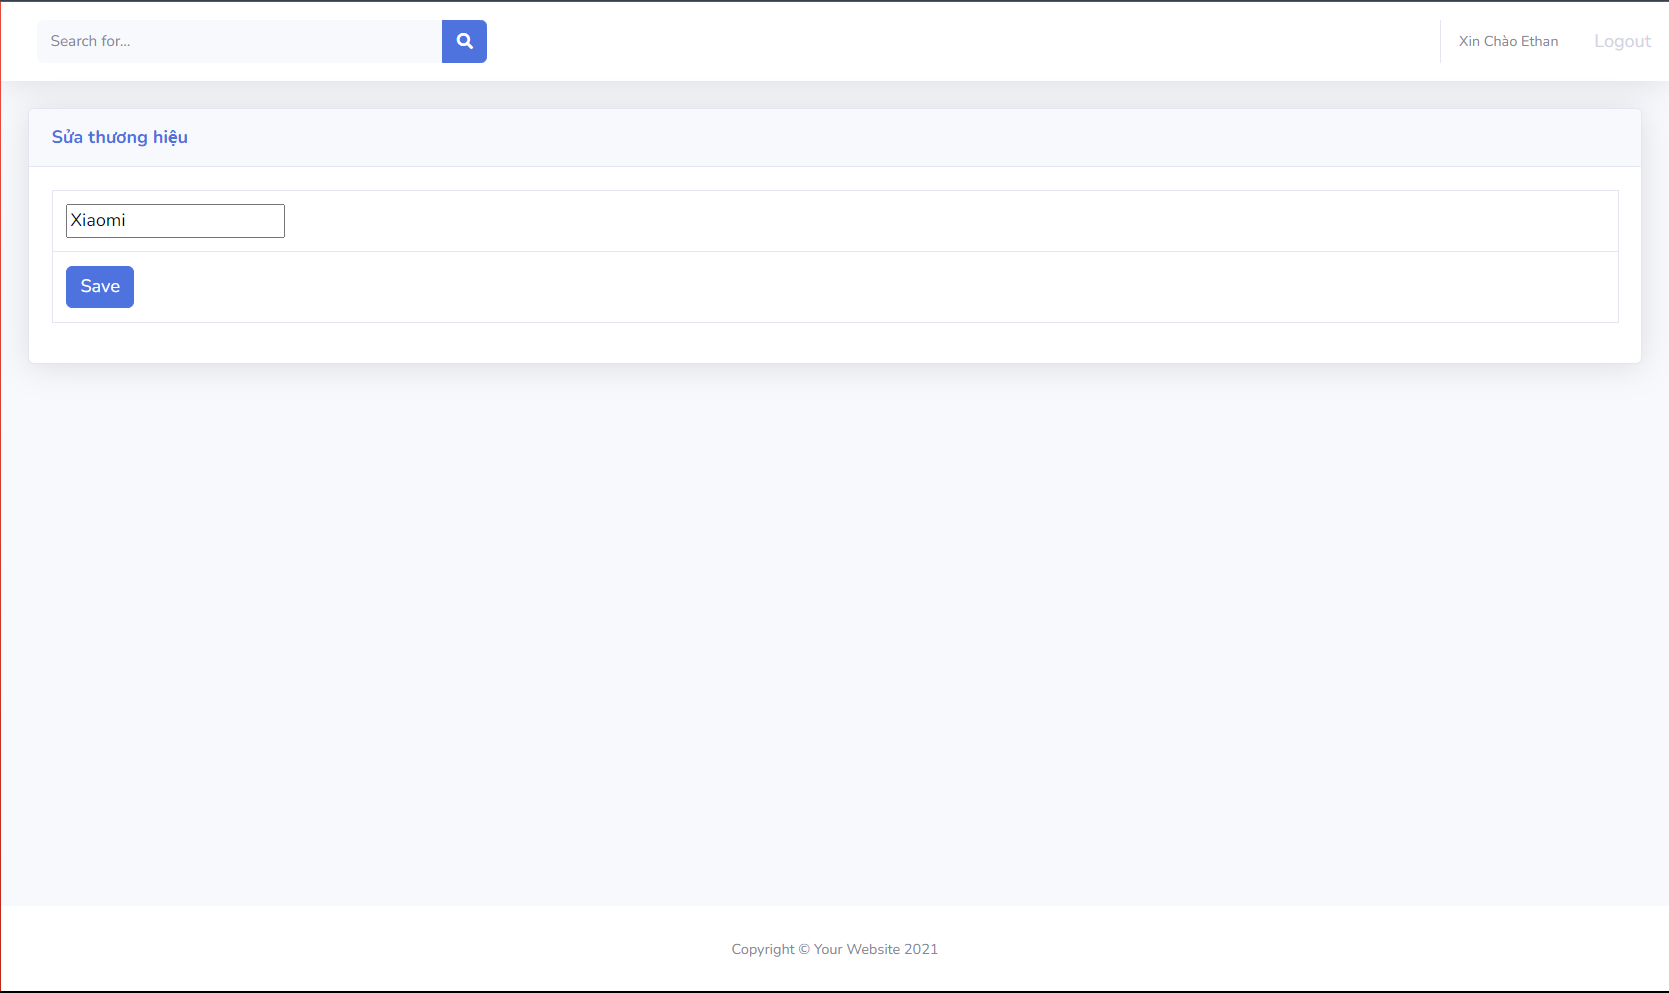 Search for...
Xin Chào Ethan
Logout
Sửa thương hiệu
Xiaomi
Save
Copyright © Your Website 2021